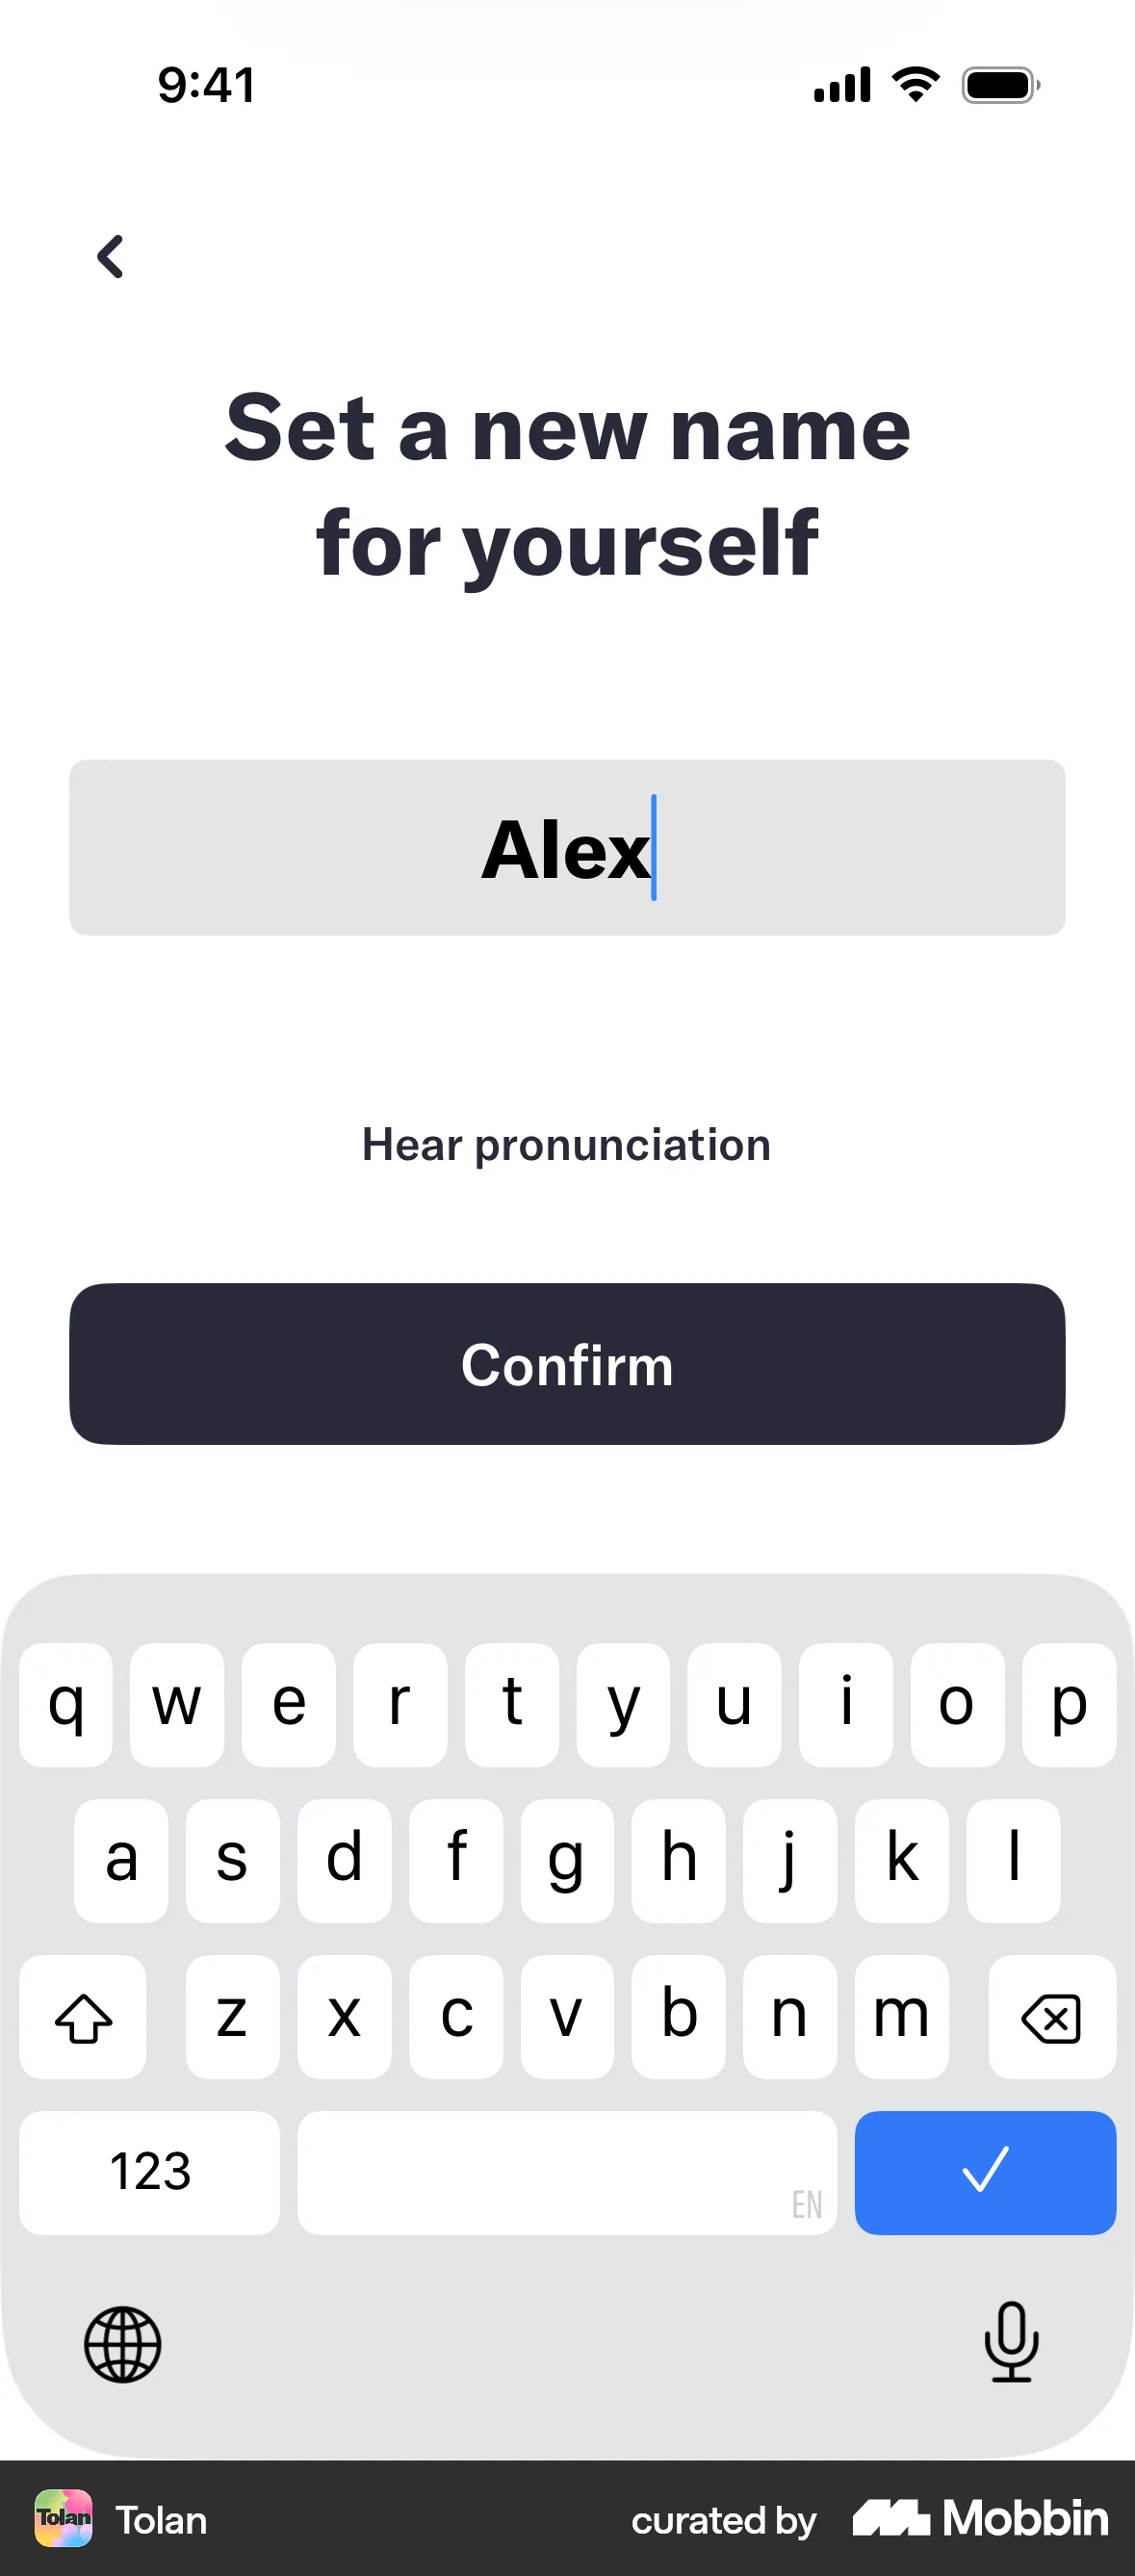 9:41
Set a new name
for yourself
Alex
Hear pronunciation
Confirm
q w e r t y u i o p
a s d f g h j k l
z x c v b n m
123
EN
Tolan
Tolan
curated by Mobbin